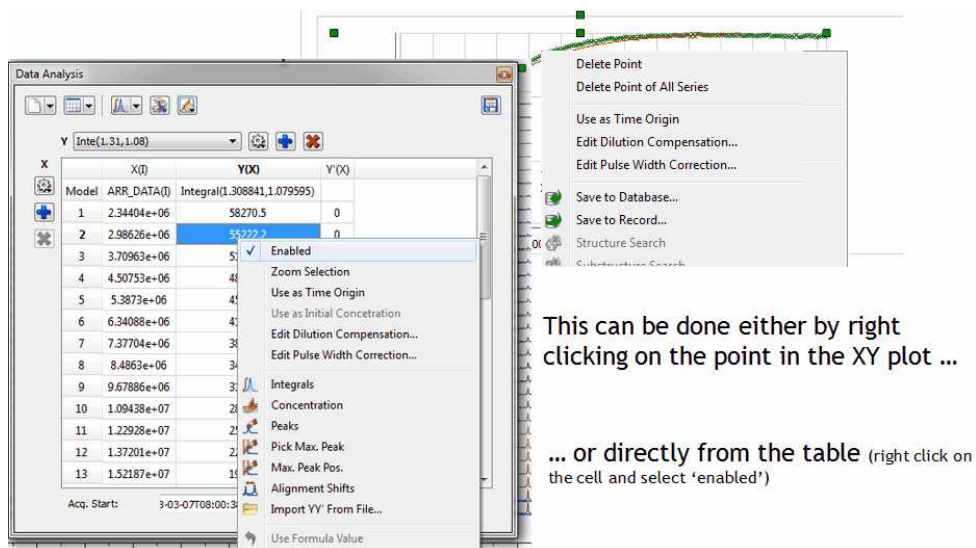 Data Analysis
Y Inte(1.31,1.08)
X
X(I) Y(X) Y'(X)
Model ARR_DATA(I) Integral(1.308841,1.079595)
1 2.34404e+06 58270.5 0
2 2.98626e+06 55222.2 0
3 3.70963e+06
4 4.50753e+06
5 5.3873e+06
6 6.34088e+06
7 7.37704e+06
8 8.4863e+06
9 9.67886e+06
10 1.09438e+07
11 1.22928e+07
12 1.37201e+07
13 1.52187e+07
Acq. Start: 3-03-07T08:00:3
Enabled
Zoom Selection
Use as Time Origin
Use as Initial Concetration
Edit Dilution Compensation...
Edit Pulse Width Correction...
Integrals
Concentration
Peaks
Pick Max. Peak
Max. Peak Pos.
Alignment Shifts
Import YY' From File...
Use Formula Value
Delete Point
Delete Point of All Series
Use as Time Origin
Edit Dilution Compensation...
Edit Pulse Width Correction...
Save to Database...
Save to Record...
Structure Search
Substructure Search
This can be done either by right
clicking on the point in the XY plot ...
... or directly from the table (right click on
the cell and select ‘enabled’)